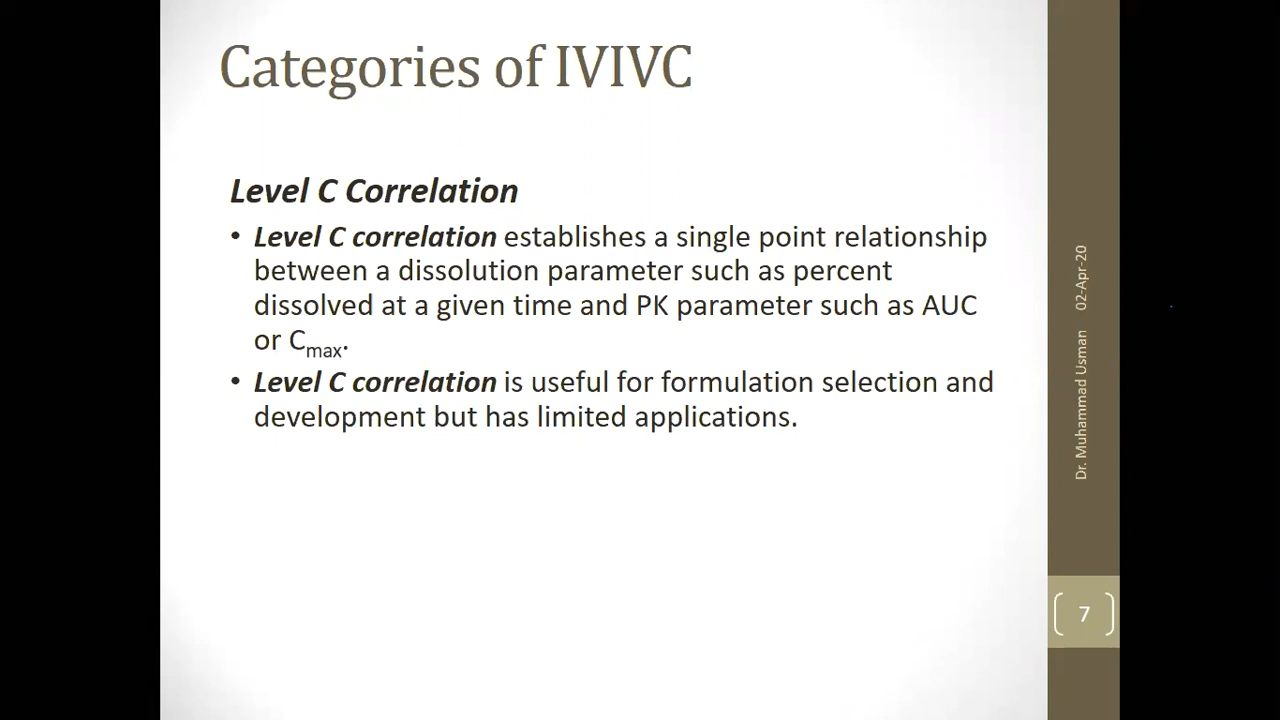 Categories of IVIVC
Level C Correlation
• Level C correlation establishes a single point relationship
between a dissolution parameter such as percent
dissolved at a given time and PK parameter such as AUC
or Cmax.
• Level C correlation is useful for formulation selection and
development but has limited applications.
Dr. Muhammad Usman 02-Apr-20
7